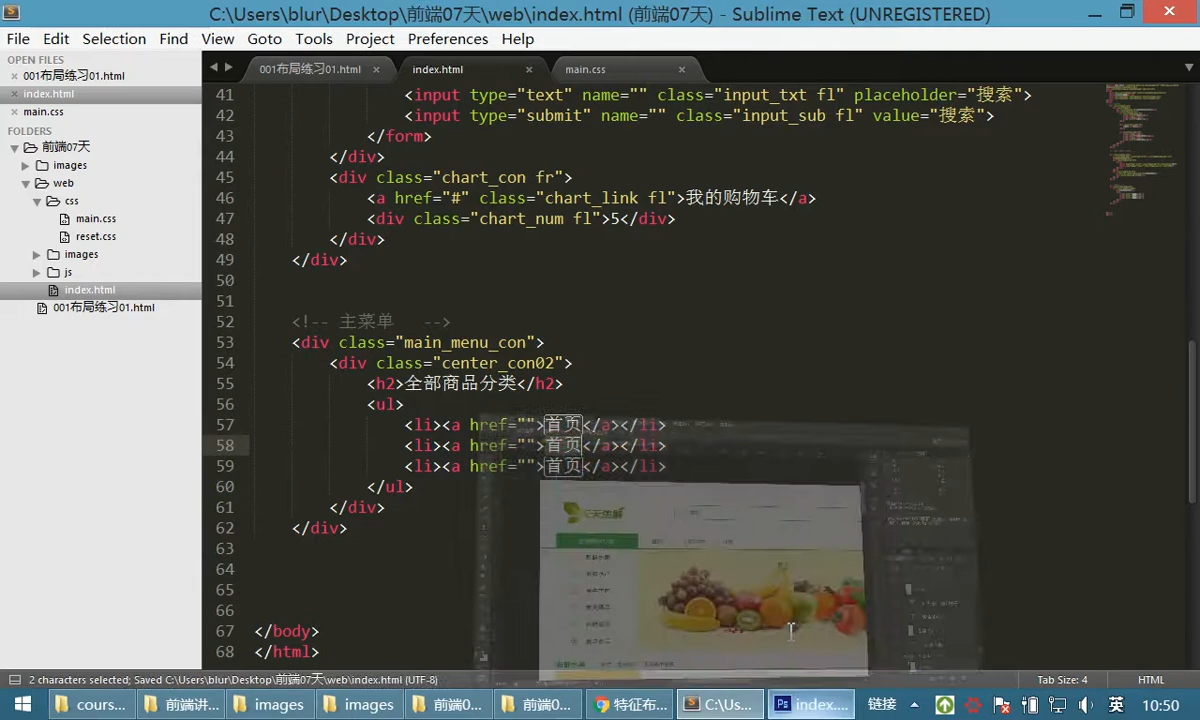 C:\Users\blur\Desktop\前端07天\web\index.html (前端07天) - Sublime Text (UNREGISTERED)
File Edit Selection Find View Goto Tools Project Preferences Help
OPEN FILES
001布局练习01.html
index.html
main.css
FOLDERS
前端07天
images
web
css
main.css
reset.css
images
js
index.html
001布局练习01.html
001布局练习01.html × index.html × main.css ×
41 <input type="text" name="" class="input_txt fl" placeholder="搜索">
42 <input type="submit" name="" class="input_sub fl" value="搜索">
43 </form>
44 </div>
45 <div class="chart_con fr">
46 <a href="#" class="chart_link fl">我的购物车</a>
47 <div class="chart_num fl">5</div>
48 </div>
49 </div>
50
51
52 <!-- 主菜单 -->
53 <div class="main_menu_con">
54 <div class="center_con02">
55 <h2>全部商品分类</h2>
56 <ul>
57 <li><a href="">首页</a></li>
58 <li><a href="">首页</a></li>
59 <li><a href="">首页</a></li>
60 </ul>
61 </div>
62 </div>
63
64
65
66
67 </body>
68 </html>
2 characters selected; Saved C:\Users\blur\Desktop\前端07天\web\index.html (UTF-8) Tab Size: 4 HTML
cours... 前端讲... images images 前端0... 前端0... 特征布... C:\Us... index.... 链接 英 10:50